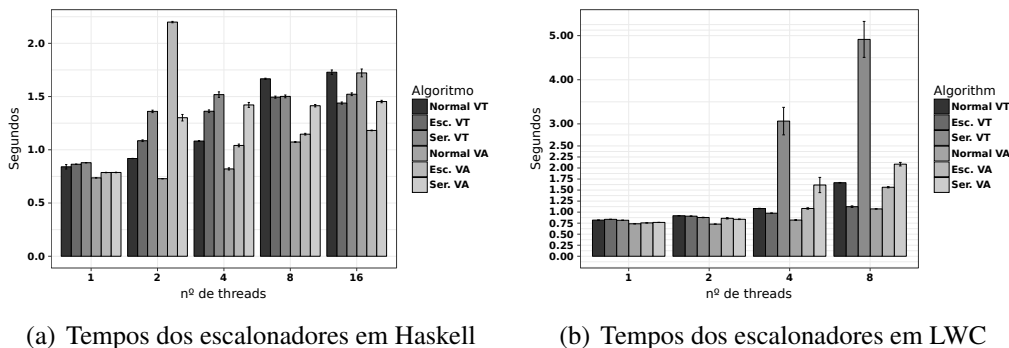 Segundos
2.0
1.5
1.0
0.5
0.0
1 2 4 8 16
nº de threads
Algoritmo
Normal VT
Esc. VT
Ser. VT
Normal VA
Esc. VA
Ser. VA
(a) Tempos dos escalonadores em Haskell
Segundos
5.00
4.00
3.00
2.25
2.00
1.75
1.50
1.25
1.00
0.75
0.50
0.25
0.00
1 2 4 8
nº de threads
Algorithm
Normal VT
Esc. VT
Ser. VT
Normal VA
Esc. VA
Ser. VA
(b) Tempos dos escalonadores em LWC